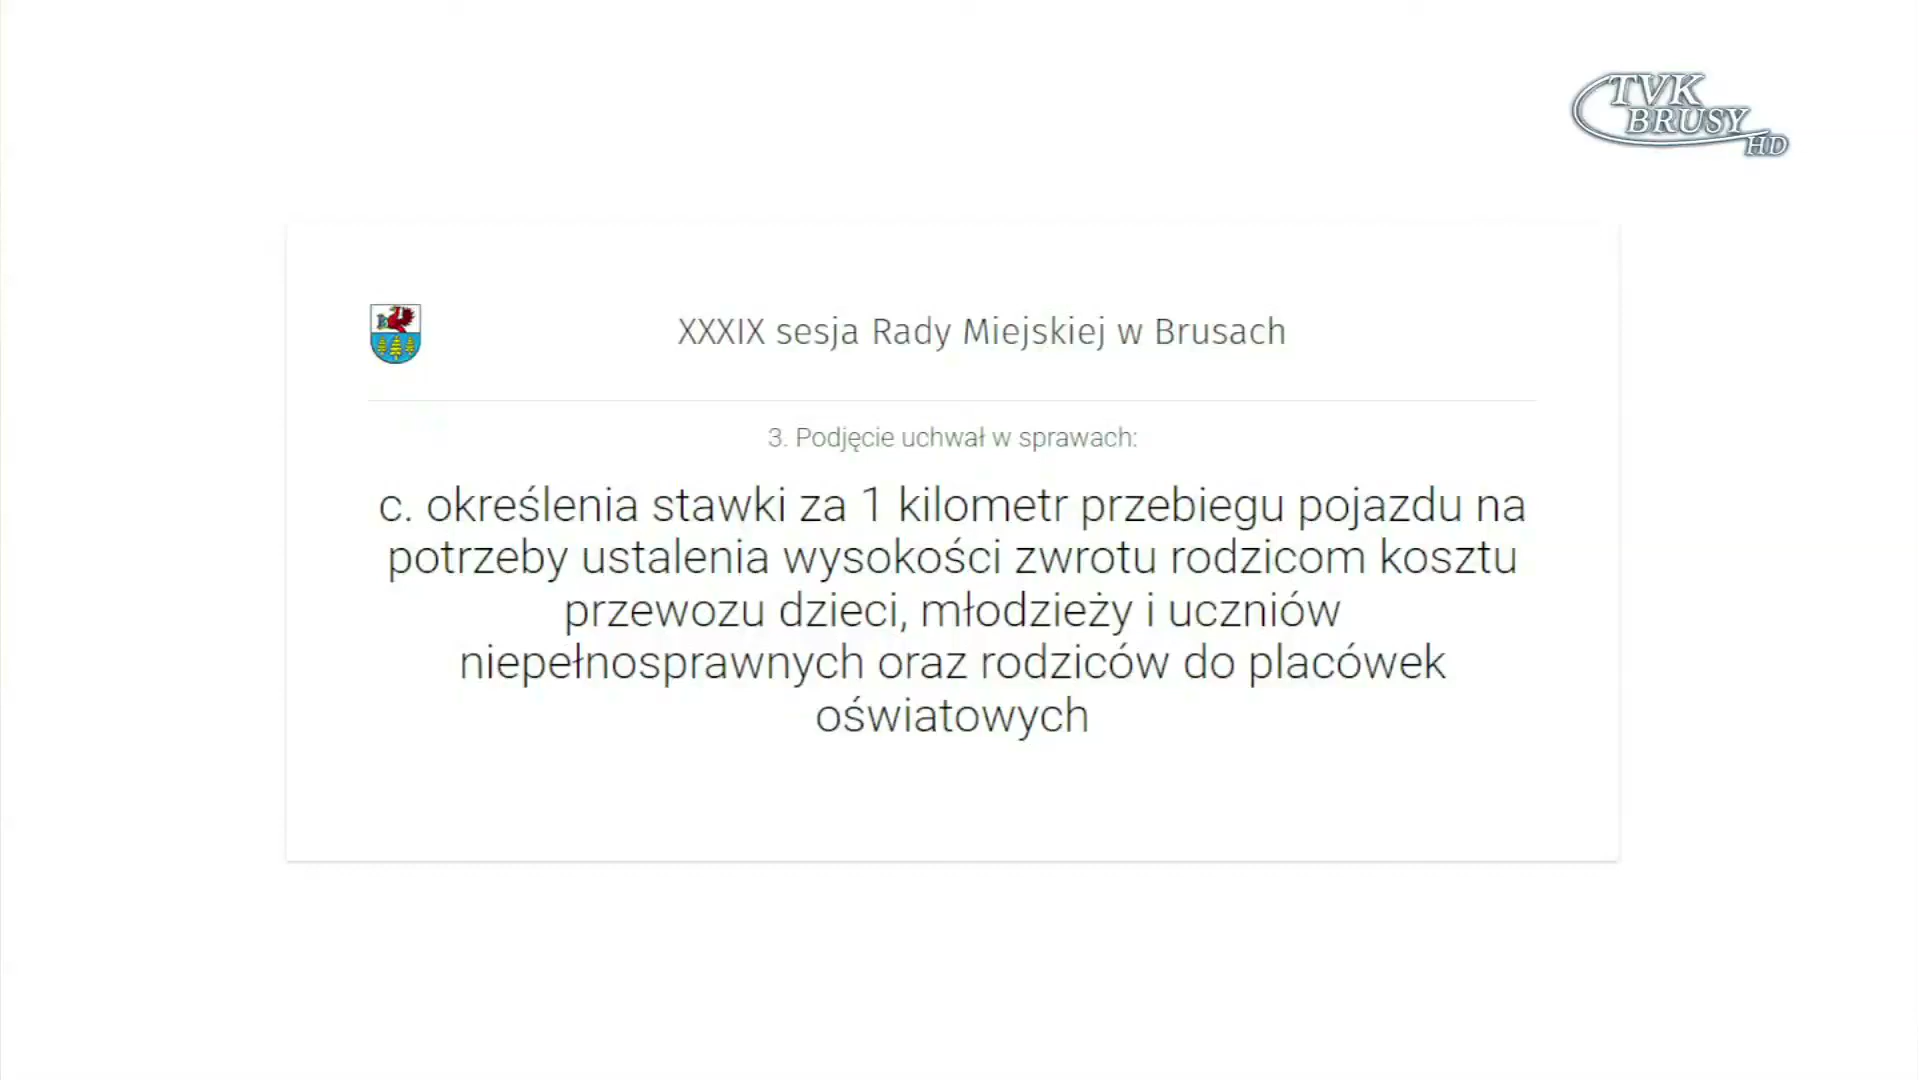 TVK
BRUSY
HD
XXXIX sesja Rady Miejskiej w Brusach
3. Podjęcie uchwał w sprawach:
c. określenia stawki za 1 kilometr przebiegu pojazdu na
potrzeby ustalenia wysokości zwrotu rodzicom kosztu
przewozu dzieci, młodzieży i uczniów
niepełnosprawnych oraz rodziców do placówek
oświatowych